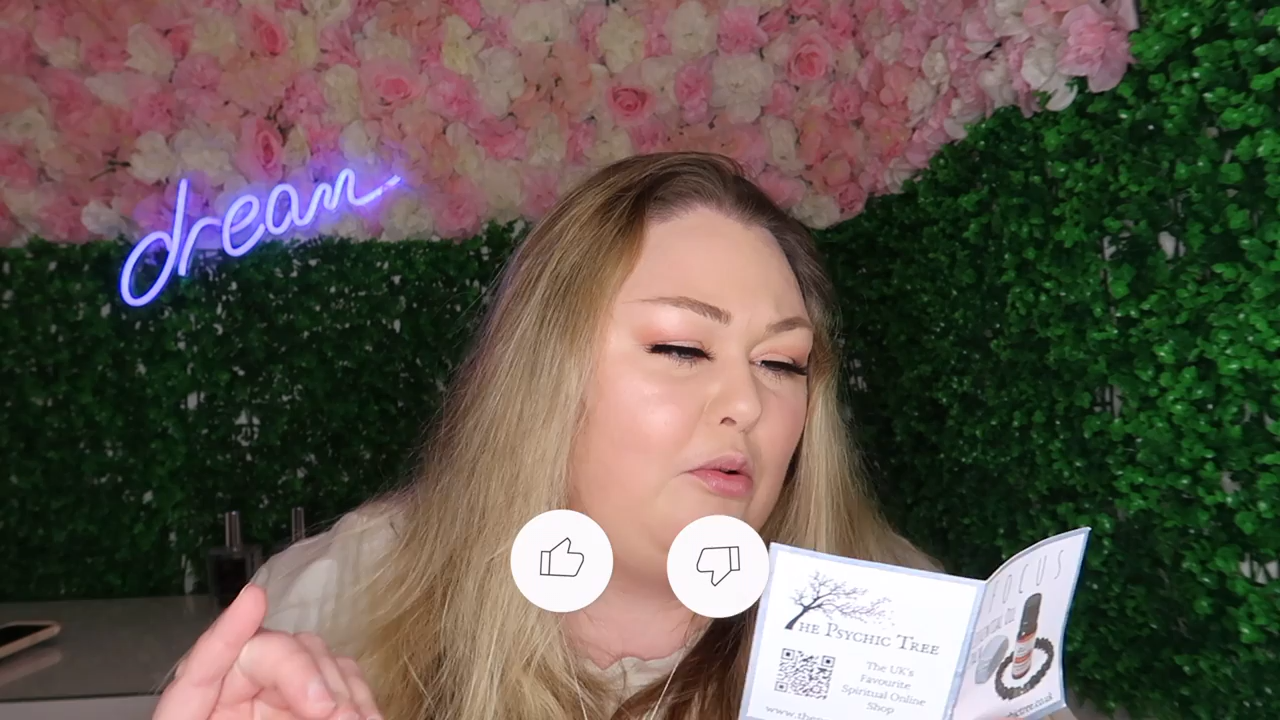 dream
The Psychic Tree
The UK's
Favourite
Spiritual Online
Shop
FOCUS